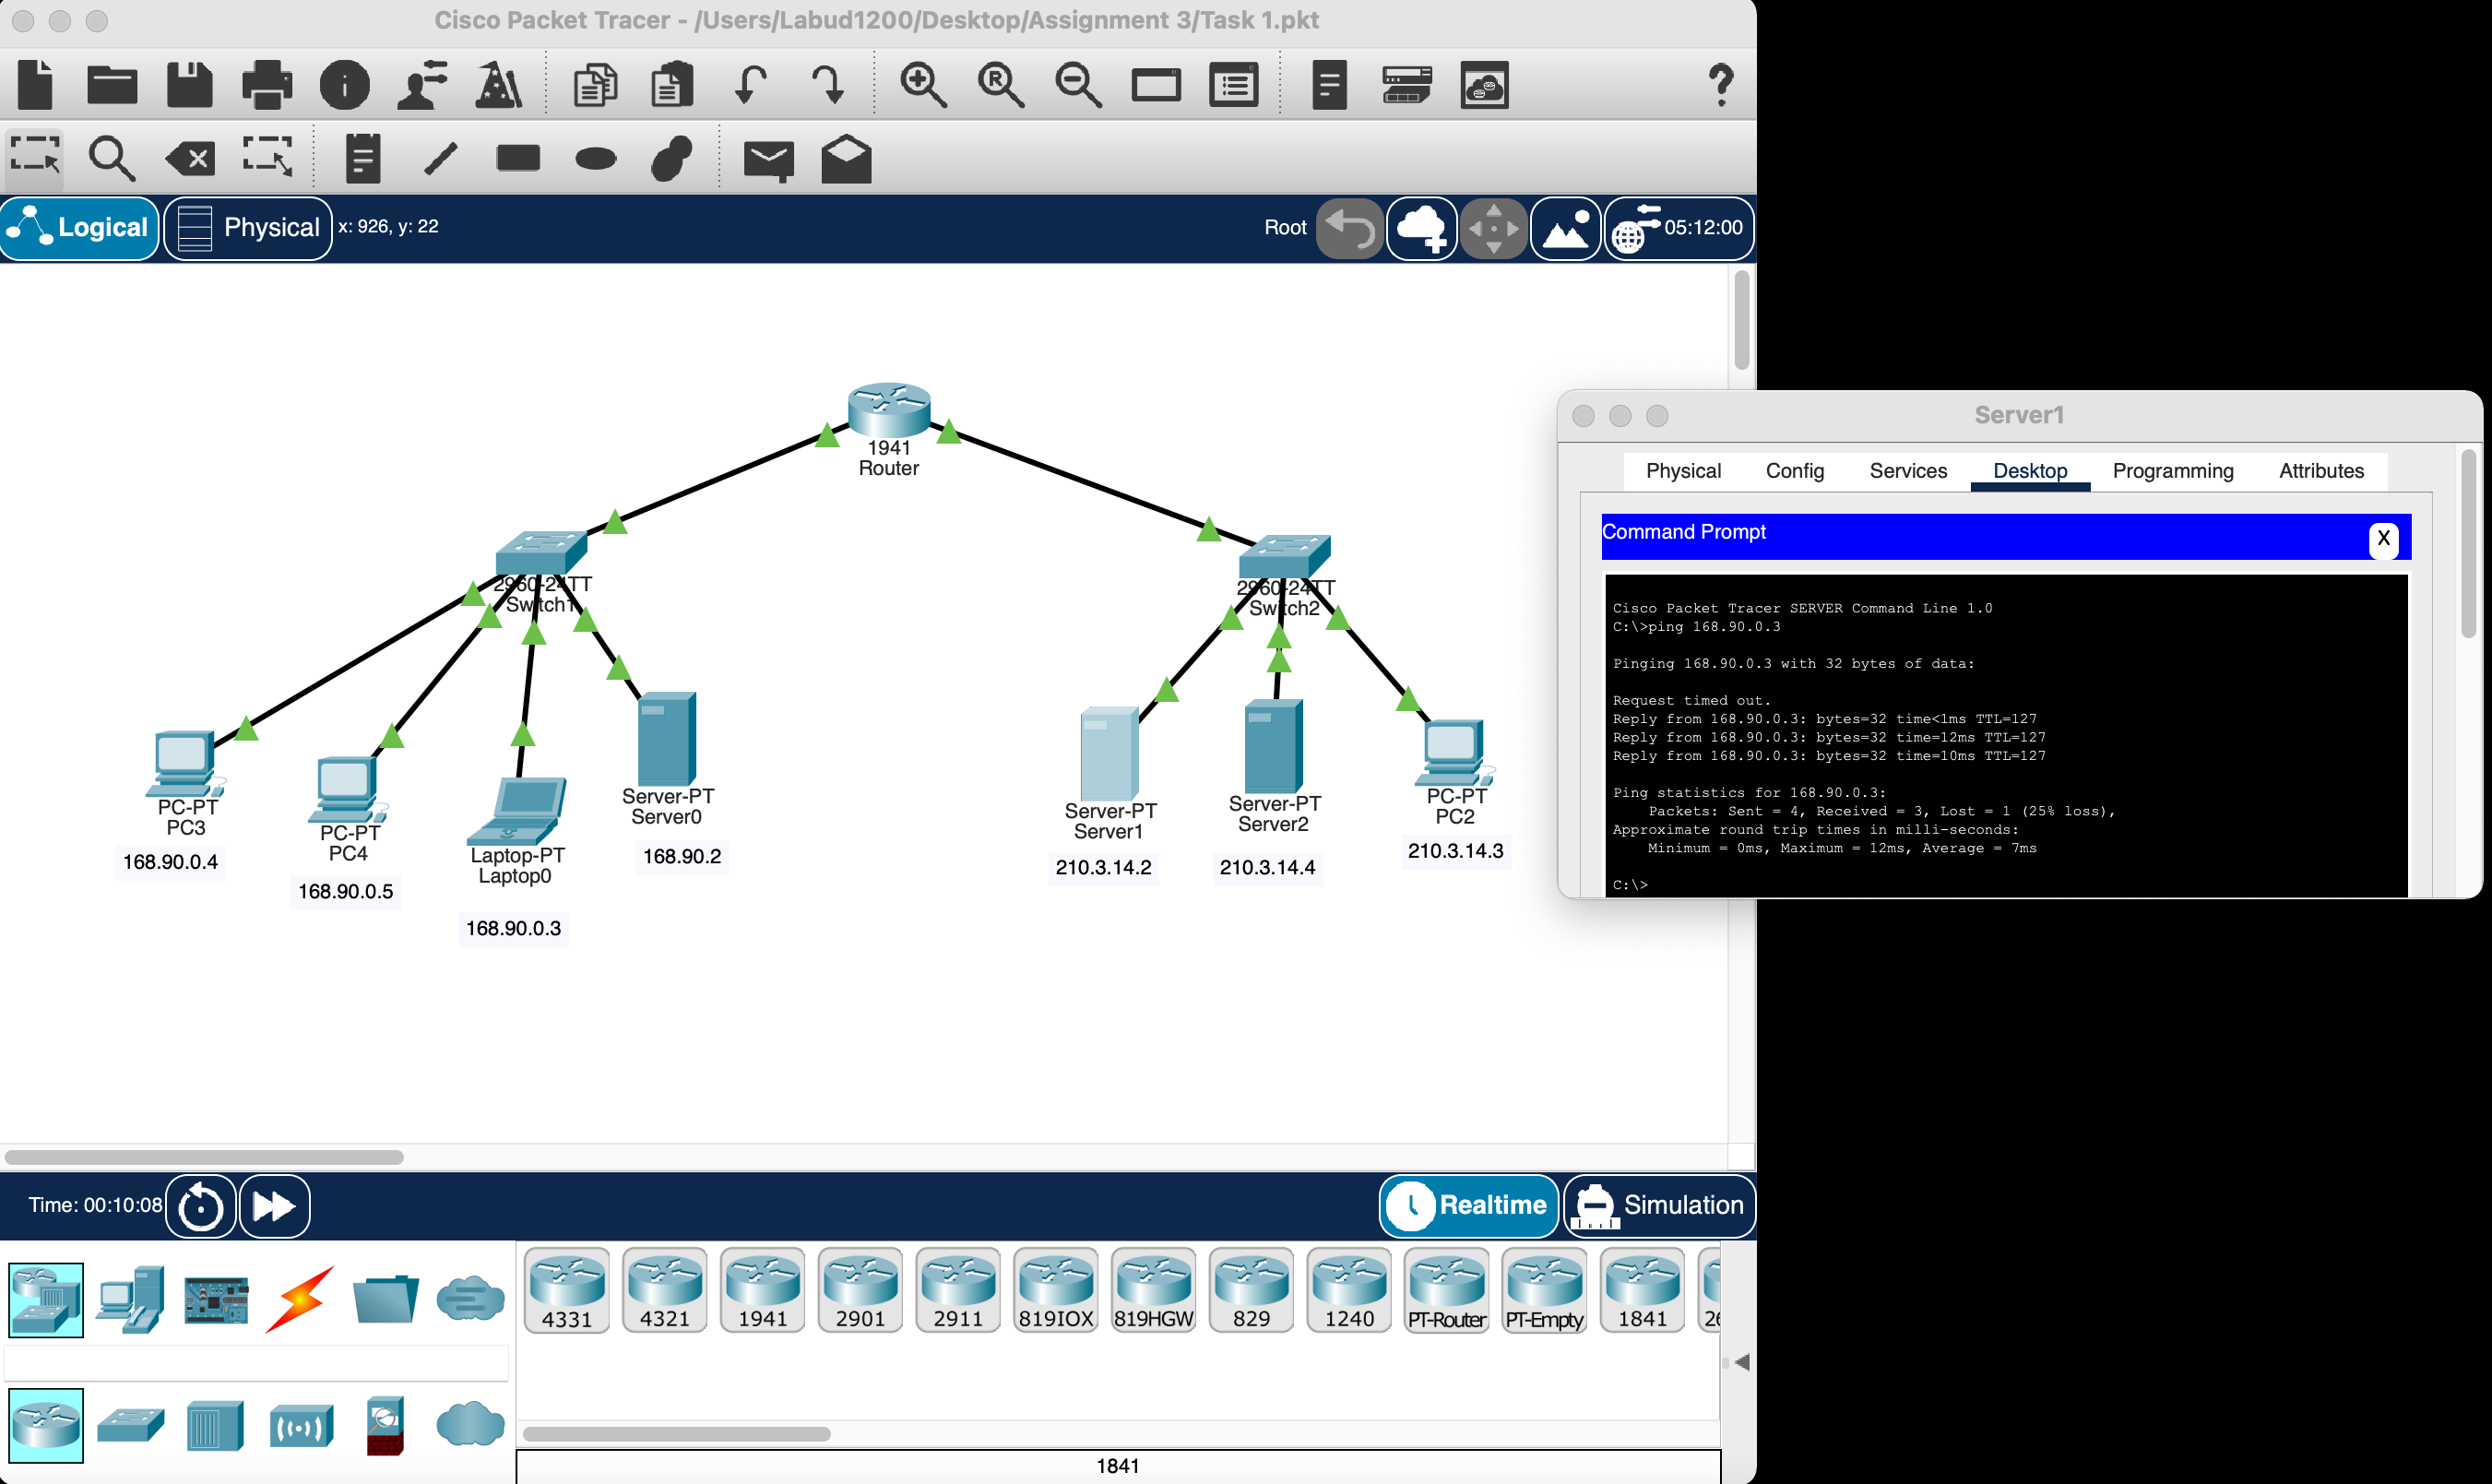 Cisco Packet Tracer - /Users/Labud1200/Desktop/Assignment 3/Task 1.pkt
Logical
Physical
x: 926, y: 22
Root
05:12:00
1941
Router
2960-24TT
Switch1
2960-24TT
Switch2
PC-PT
PC3
168.90.0.4
PC-PT
PC4
168.90.0.5
Laptop-PT
Laptop0
168.90.0.3
Server-PT
Server0
168.90.2
Server-PT
Server1
210.3.14.2
Server-PT
Server2
210.3.14.4
PC-PT
PC2
210.3.14.3
Server1
Physical Config Services Desktop Programming Attributes
Command Prompt
X
Cisco Packet Tracer SERVER Command Line 1.0
C:\>ping 168.90.0.3
Pinging 168.90.0.3 with 32 bytes of data:
Request timed out.
Reply from 168.90.0.3: bytes=32 time<1ms TTL=127
Reply from 168.90.0.3: bytes=32 time=12ms TTL=127
Reply from 168.90.0.3: bytes=32 time=10ms TTL=127
Ping statistics for 168.90.0.3:
Packets: Sent = 4, Received = 3, Lost = 1 (25% loss),
Approximate round trip times in milli-seconds:
Minimum = 0ms, Maximum = 12ms, Average = 7ms
C:\>
Time: 00:10:08
Realtime
Simulation
4331 4321 1941 2901 2911 819IOX 819HGW 829 1240 PT-Router PT-Empty 1841
1841